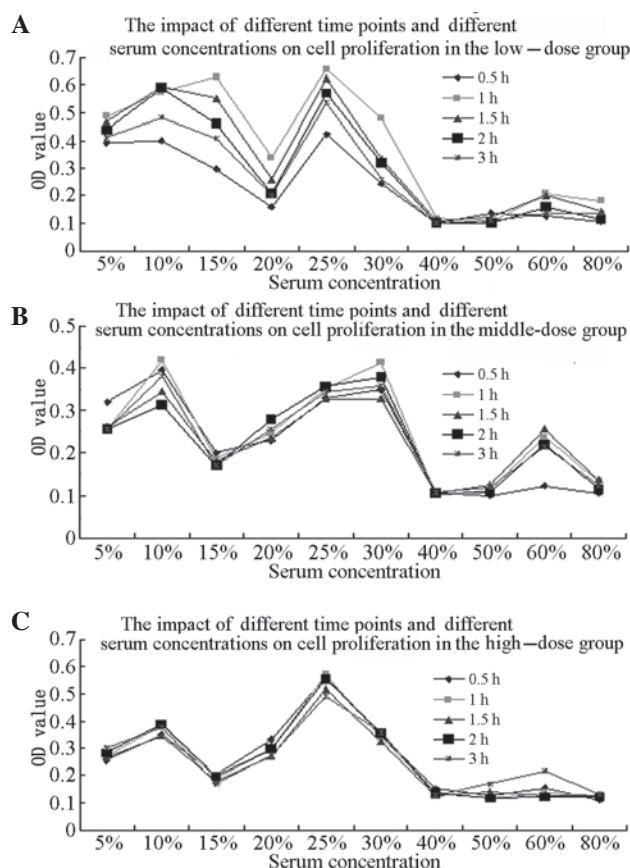 A
The impact of different time points and different
serum concentrations on cell proliferation in the low—dose group
0.7
0.6
0.5
0.4
0.3
0.2
0.1
0
OD value
0.5 h
1 h
1.5 h
2 h
3 h
5% 10% 15% 20% 25% 30% 40% 50% 60% 80%
Serum concentration
B
The impact of different time points and different
serum concentrations on cell proliferation in the middle-dose group
0.5
0.4
0.3
0.2
0.1
0
OD value
0.5 h
1 h
1.5 h
2 h
3 h
5% 10% 15% 20% 25% 30% 40% 50% 60% 80%
Serum concentration
C
The impact of different time points and different
serum concentrations on cell proliferation in the high—dose group
0.7
0.6
0.5
0.4
0.3
0.2
0.1
0
OD value
0.5 h
1 h
1.5 h
2 h
3 h
5% 10% 15% 20% 25% 30% 40% 50% 60% 80%
Serum concentration